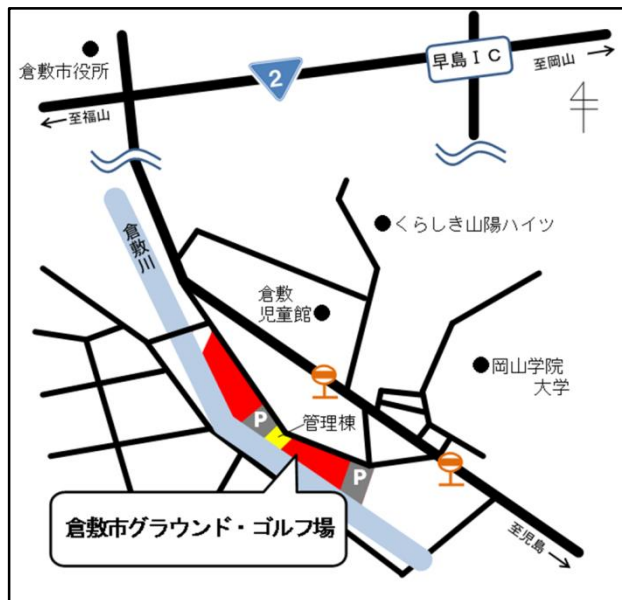 倉敷市役所
2
早島IC
至岡山
至福山
倉敷川
くらしき山陽ハイツ
倉敷
児童館
岡山学院
大学
P
管理棟
P
倉敷市グラウンド・ゴルフ場
至児島